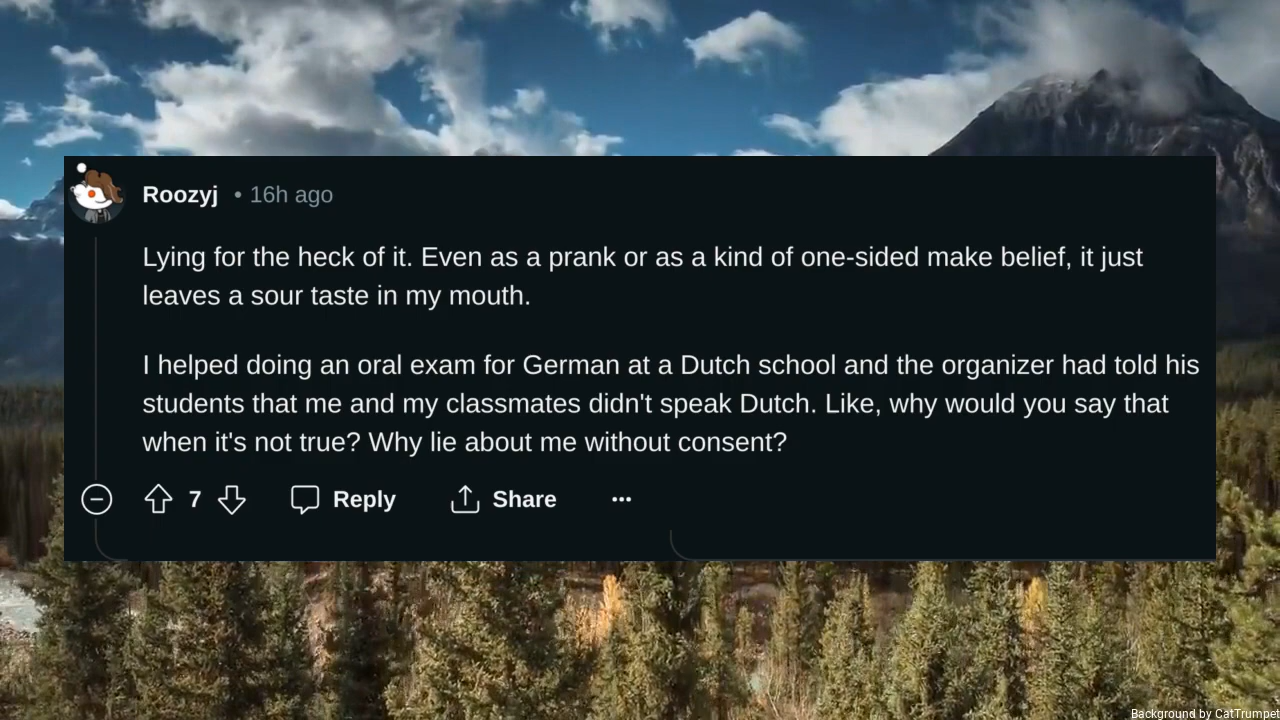 Roozyj • 16h ago
Lying for the heck of it. Even as a prank or as a kind of one-sided make belief, it just
leaves a sour taste in my mouth.
I helped doing an oral exam for German at a Dutch school and the organizer had told his
students that me and my classmates didn't speak Dutch. Like, why would you say that
when it's not true? Why lie about me without consent?
7 Reply Share
Background by CatTrumpet